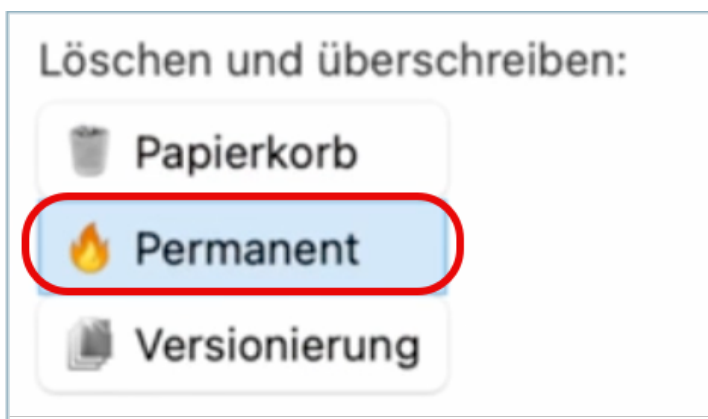 Löschen und überschreiben:
Papierkorb
Permanent
Versionierung